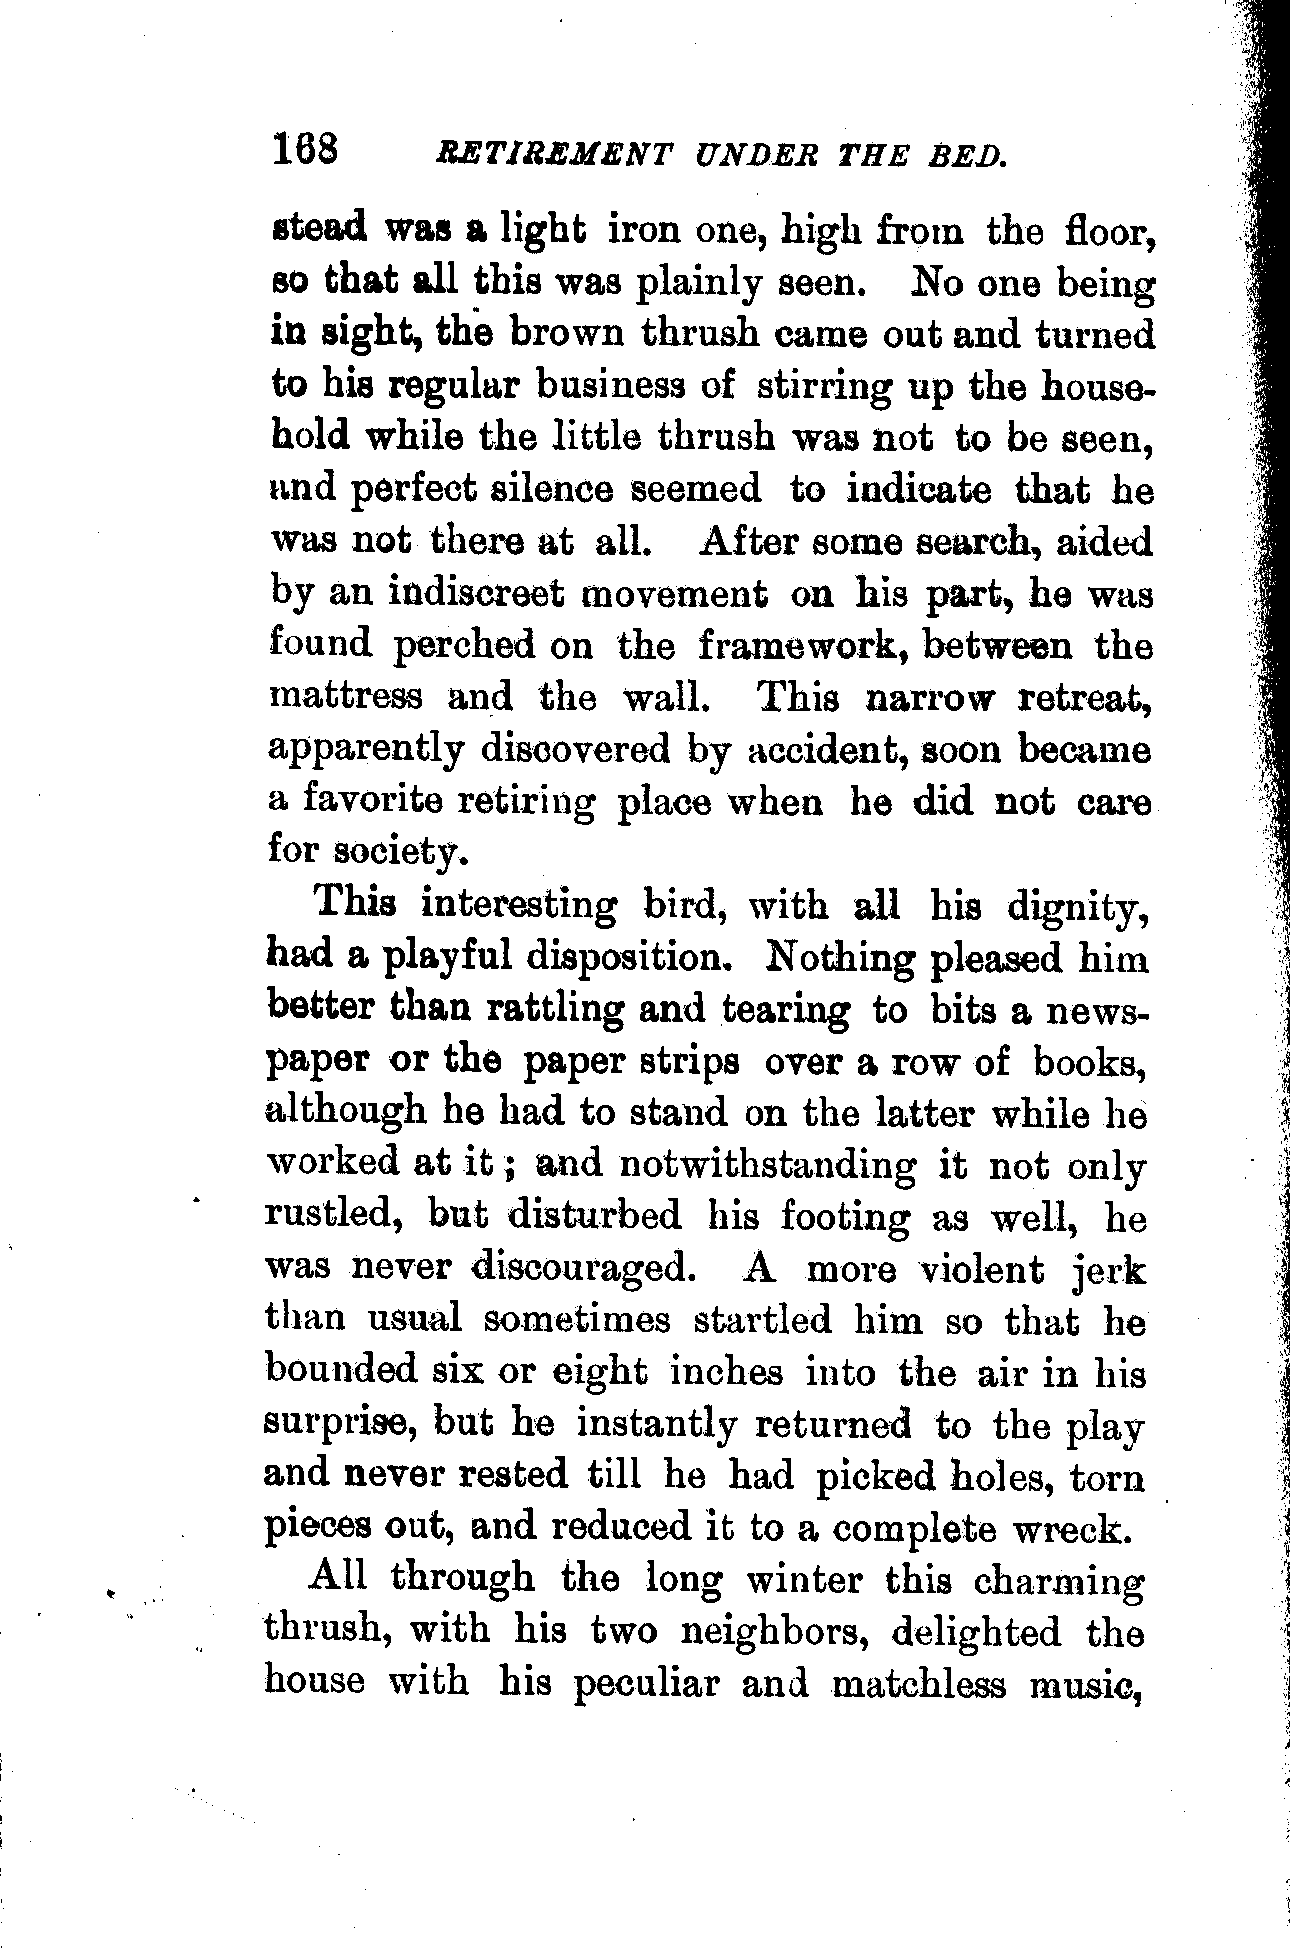 168 RETIREMENT UNDER THE BED.
stead was a light iron one, high from the floor,
so that all this was plainly seen. No one being
in sight, the brown thrush came out and turned
to his regular business of stirring up the house-
hold while the little thrush was not to be seen,
and perfect silence seemed to indicate that he
was not there at all. After some search, aided
by an indiscreet movement on his part, he was
found perched on the framework, between the
mattress and the wall. This narrow retreat,
apparently discovered by accident, soon became
a favorite retiring place when he did not care
for society.
This interesting bird, with all his dignity,
had a playful disposition. Nothing pleased him
better than rattling and tearing to bits a news-
paper or the paper strips over a row of books,
although he had to stand on the latter while he
worked at it; and notwithstanding it not only
rustled, but disturbed his footing as well, he
was never discouraged. A more violent jerk
than usual sometimes startled him so that he
bounded six or eight inches into the air in his
surprise, but he instantly returned to the play
and never rested till he had picked holes, torn
pieces out, and reduced it to a complete wreck.
All through the long winter this charming
thrush, with his two neighbors, delighted the
house with his peculiar and matchless music,